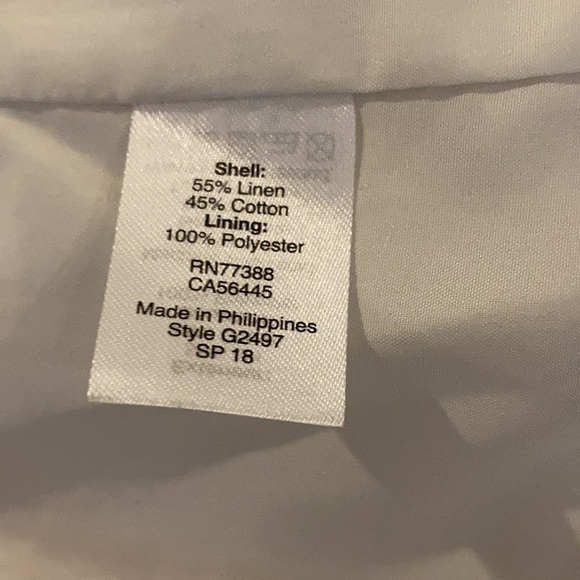 Shell:
55% Linen
45% Cotton
Lining:
100% Polyester
RN77388
CA56445
Made in Philippines
Style G2497
SP 18